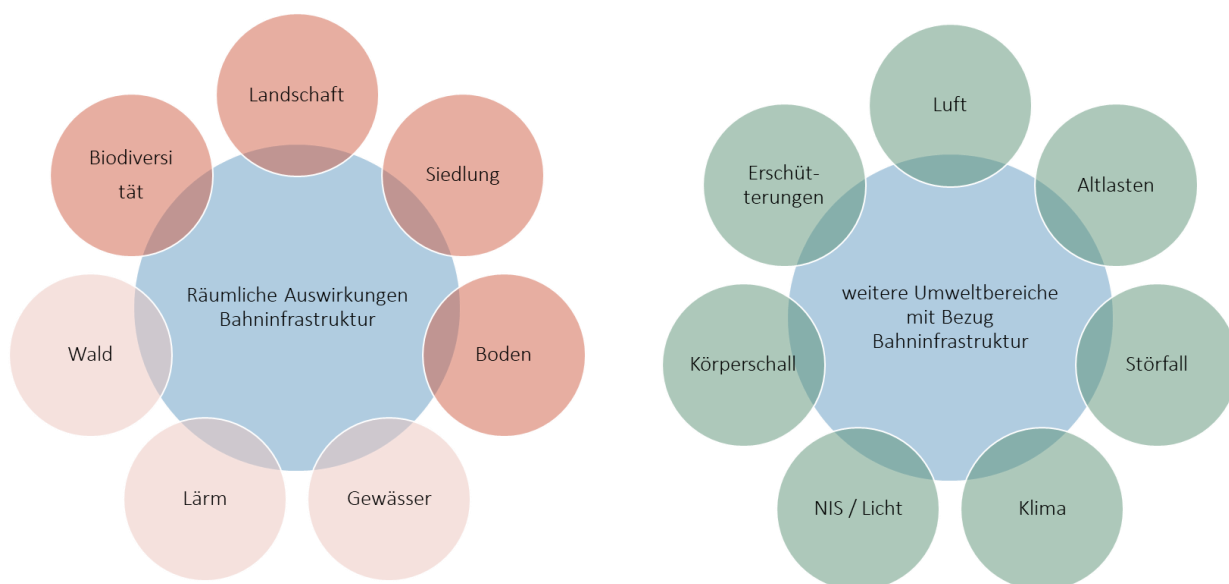 Landschaft
Biodiversi
tät
Siedlung
Räumliche Auswirkungen
Bahninfrastruktur
Wald
Boden
Lärm
Gewässer
Luft
Erschüt-
terungen
Altlasten
weitere Umweltbereiche
mit Bezug
Bahninfrastruktur
Körperschall
Störfall
NIS / Licht
Klima